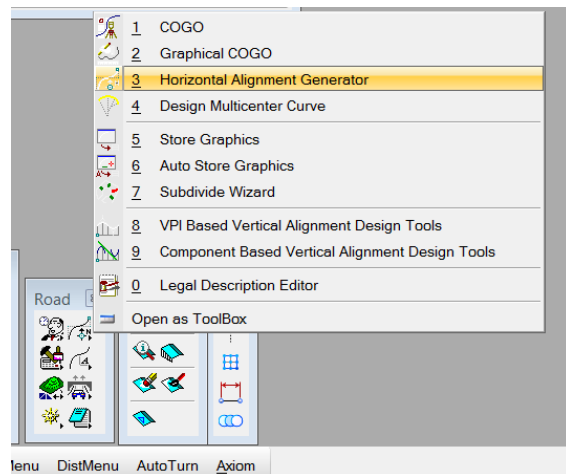 1 COGO
2 Graphical COGO
3 Horizontal Alignment Generator
4 Design Multicenter Curve
5 Store Graphics
6 Auto Store Graphics
7 Subdivide Wizard
8 VPI Based Vertical Alignment Design Tools
9 Component Based Vertical Alignment Design Tools
0 Legal Description Editor
Open as ToolBox
Road
Menu DistMenu AutoTurn Axiom